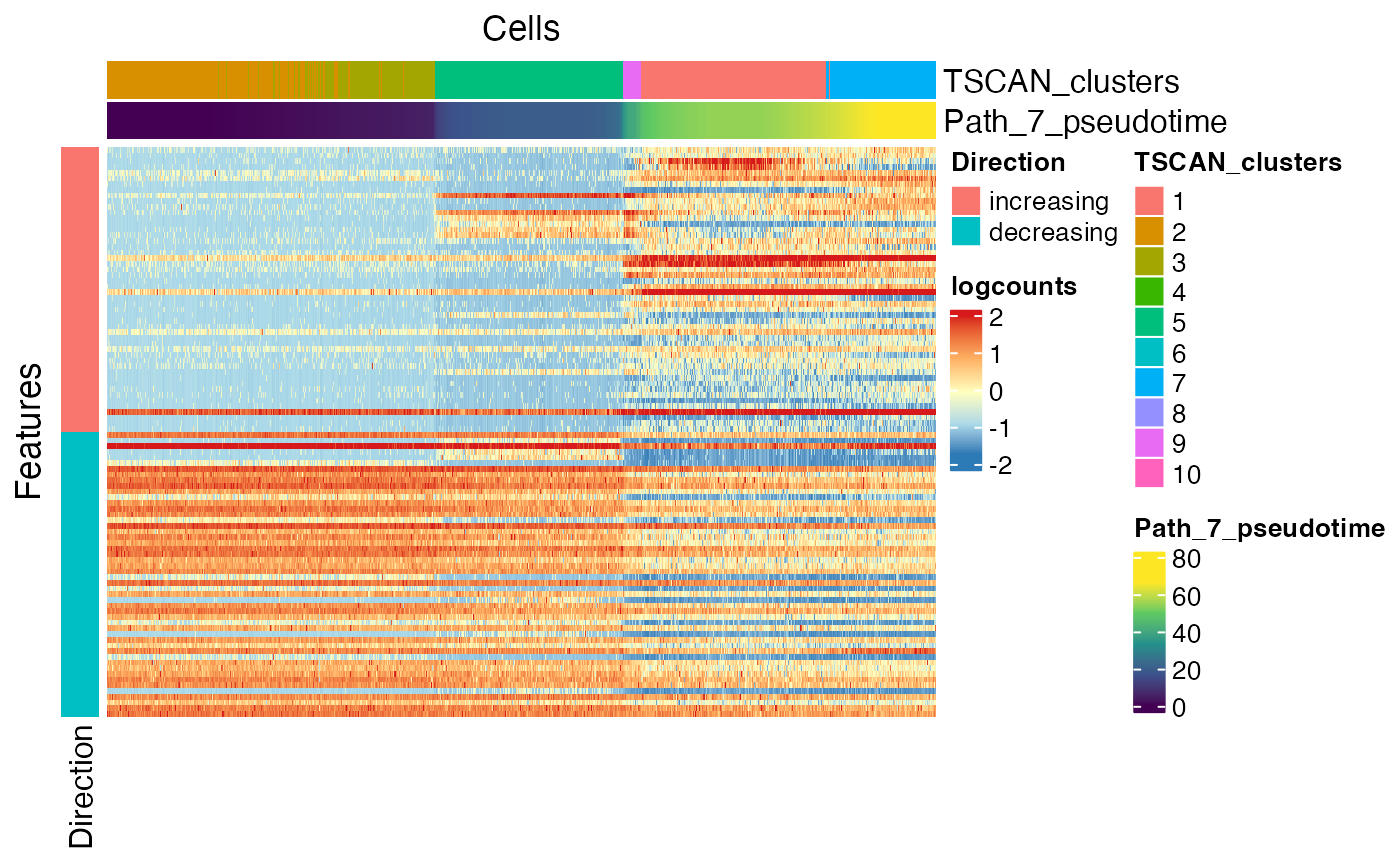 Cells
TSCAN_clusters
Path_7_pseudotime
Features
Direction
Direction
increasing
decreasing
logcounts
2
1
0
-1
-2
TSCAN_clusters
1
2
3
4
5
6
7
8
9
10
Path_7_pseudotime
80
60
40
20
0